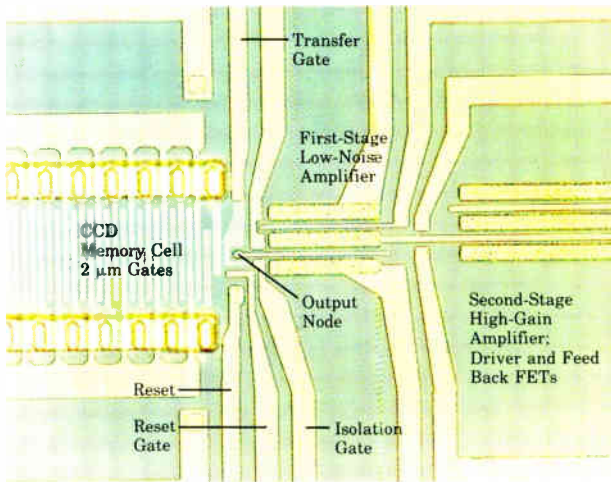 Transfer
Gate
First-Stage
Low-Noise
Amplifier
CCD
Memory Cell
2 μm Gates
Output
Node
Second-Stage
High-Gain
Amplifier;
Driver and Feed
Back FETs
Reset
Reset
Gate
Isolation
Gate